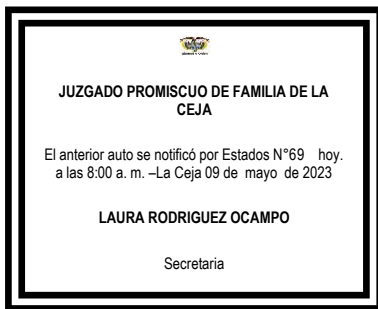 JUZGADO PROMISCUO DE FAMILIA DE LA
CEJA
El anterior auto se notificó por Estados N°69 hoy.
a las 8:00 a. m. –La Ceja 09 de mayo de 2023
LAURA RODRIGUEZ OCAMPO
Secretaria